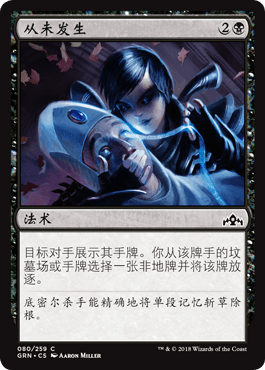 从未发生 2
法术
目标对手展示其手牌。你从该牌手的坟
墓场或手牌选择一张非地牌并将该牌放
逐。
底密尔杀手能精确地将单段记忆斩草除
根。
080/259 C
GRN • CS AARON MILLER
™ & © 2018 Wizards of the Coast